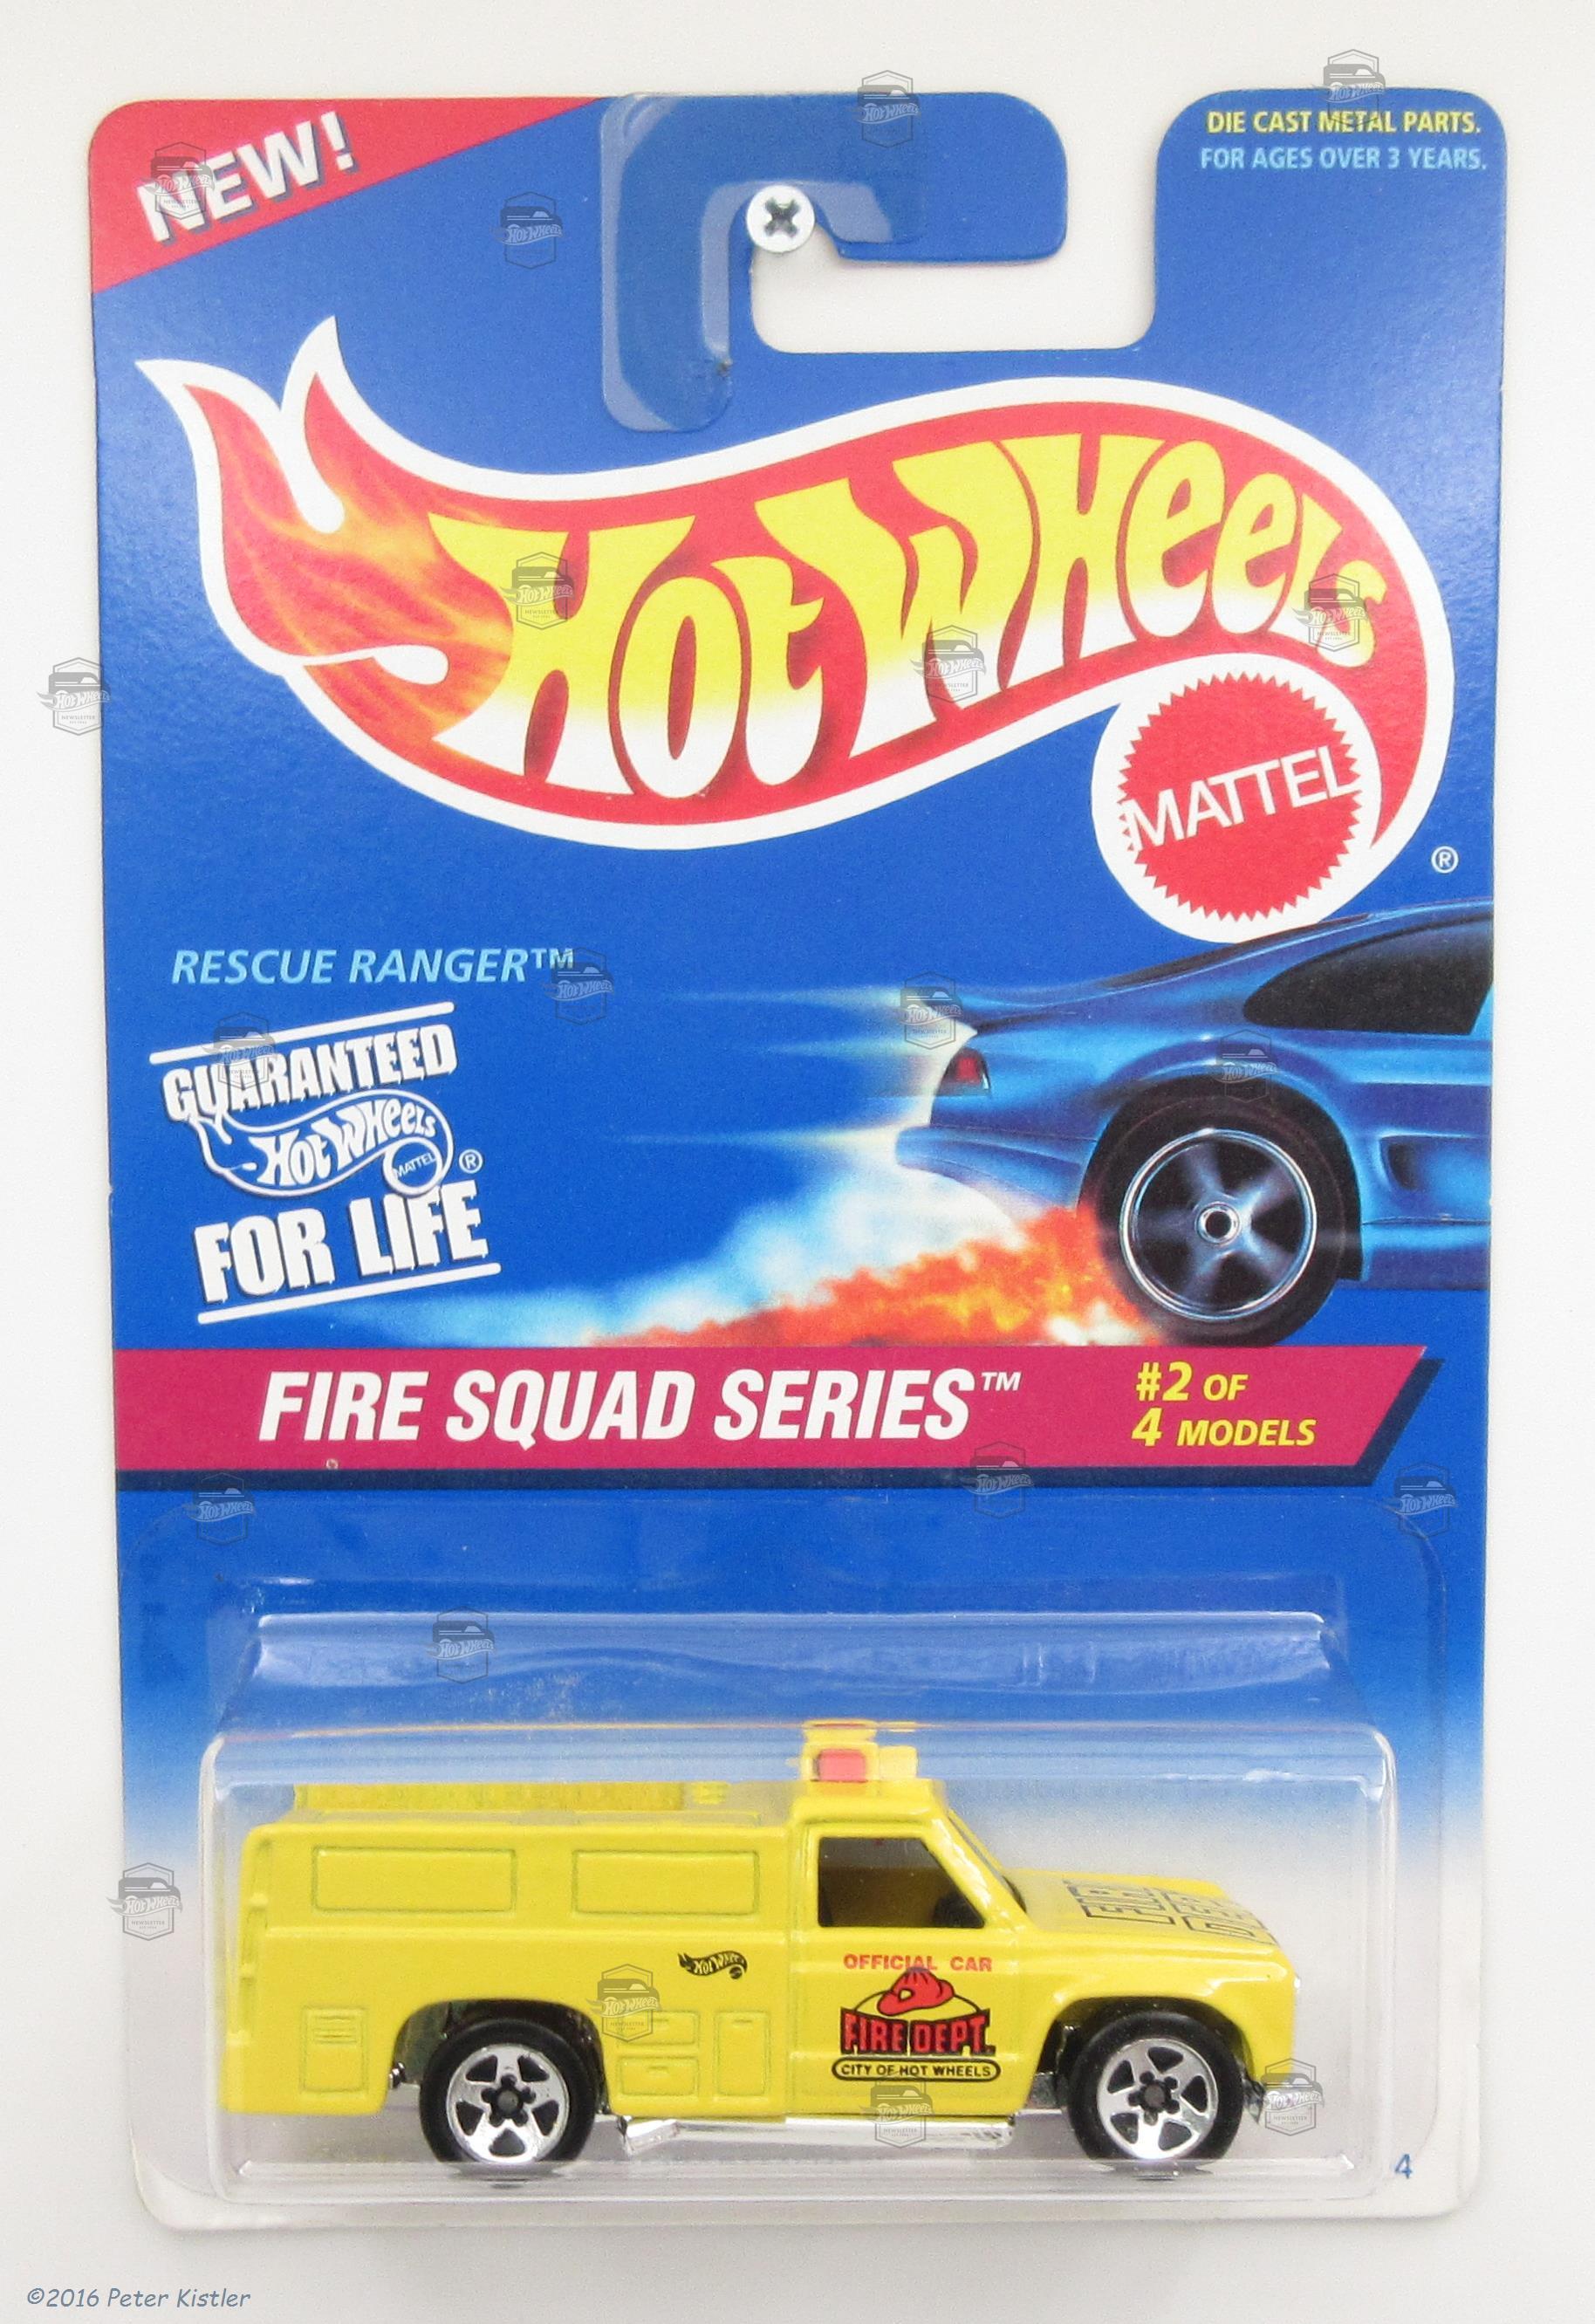 NEW!
DIE CAST METAL PARTS.
FOR AGES OVER 3 YEARS.
Hot Wheels
MATTEL
®
RESCUE RANGER™
GUARANTEED
Hot Wheels
MATTEL ®
FOR LIFE
FIRE SQUAD SERIES™
#2 OF
4 MODELS
Hot Wheels
OFFICIAL CAR
FIRE DEPT.
CITY OF HOT WHEELS
4
©2016 Peter Kistler